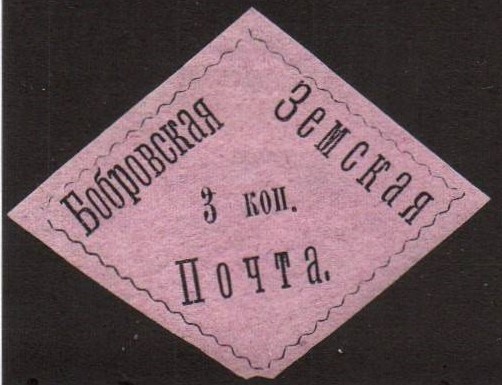 Бобровская
Земская
3 коп.
Почта.